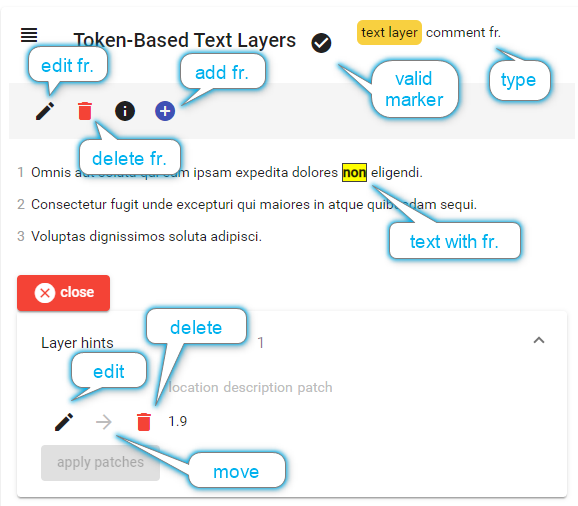 Token-Based Text Layers
text layer comment fr.
edit fr.
add fr.
valid
marker
type
delete fr.
1 Omnis aut soluta qui cum ipsam expedita dolores non eligendi.
2 Consectetur fugit unde excepturi qui maiores in atque quibusdam sequi.
3 Voluptas dignissimos soluta adipisci.
text with fr.
close
delete
Layer hints 1
edit
location description patch
1.9
apply patches
move